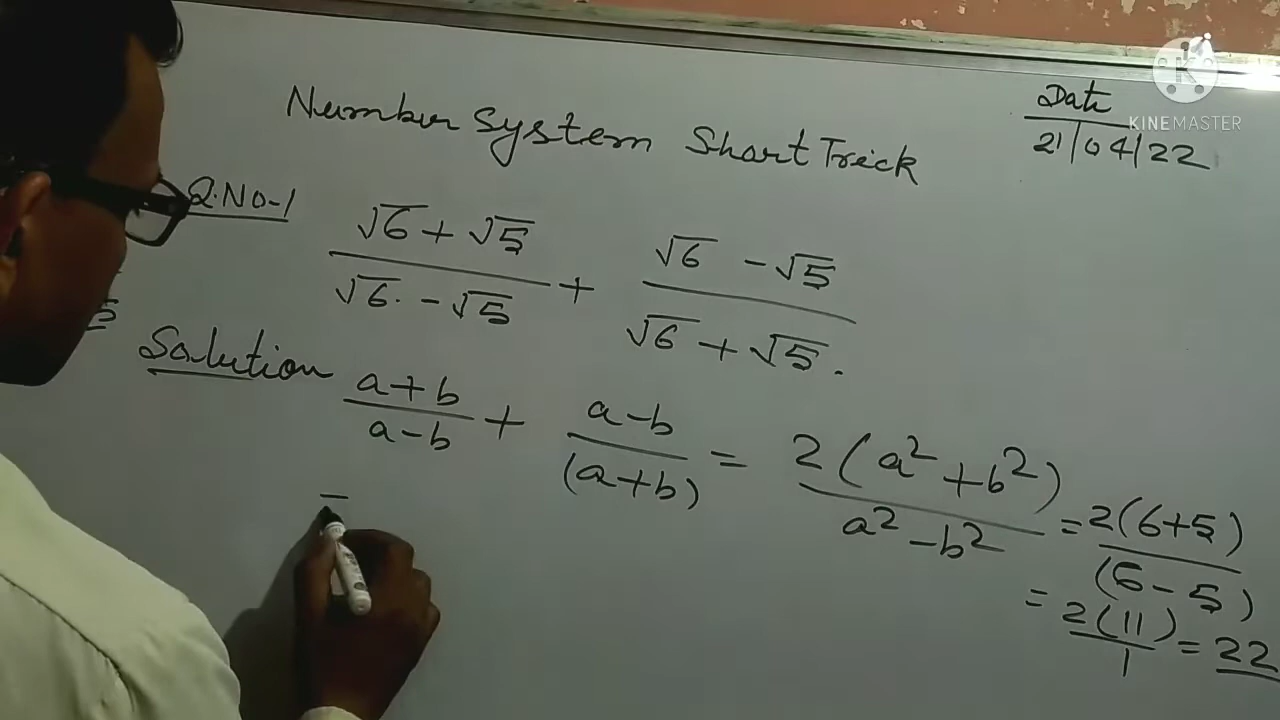 Number System Short Trick
Date
21/04/22
KINEMASTER
Q.No-1 (√6 + √5)/(√6 - √5) + (√6 - √5)/(√6 + √5).
5
Solution (a+b)/(a-b) + (a-b)/((a+b)) = 2(a²+b²)/(a²-b²) = 2(6+5)/(6-5)
= 2(11)/1 = 22
=